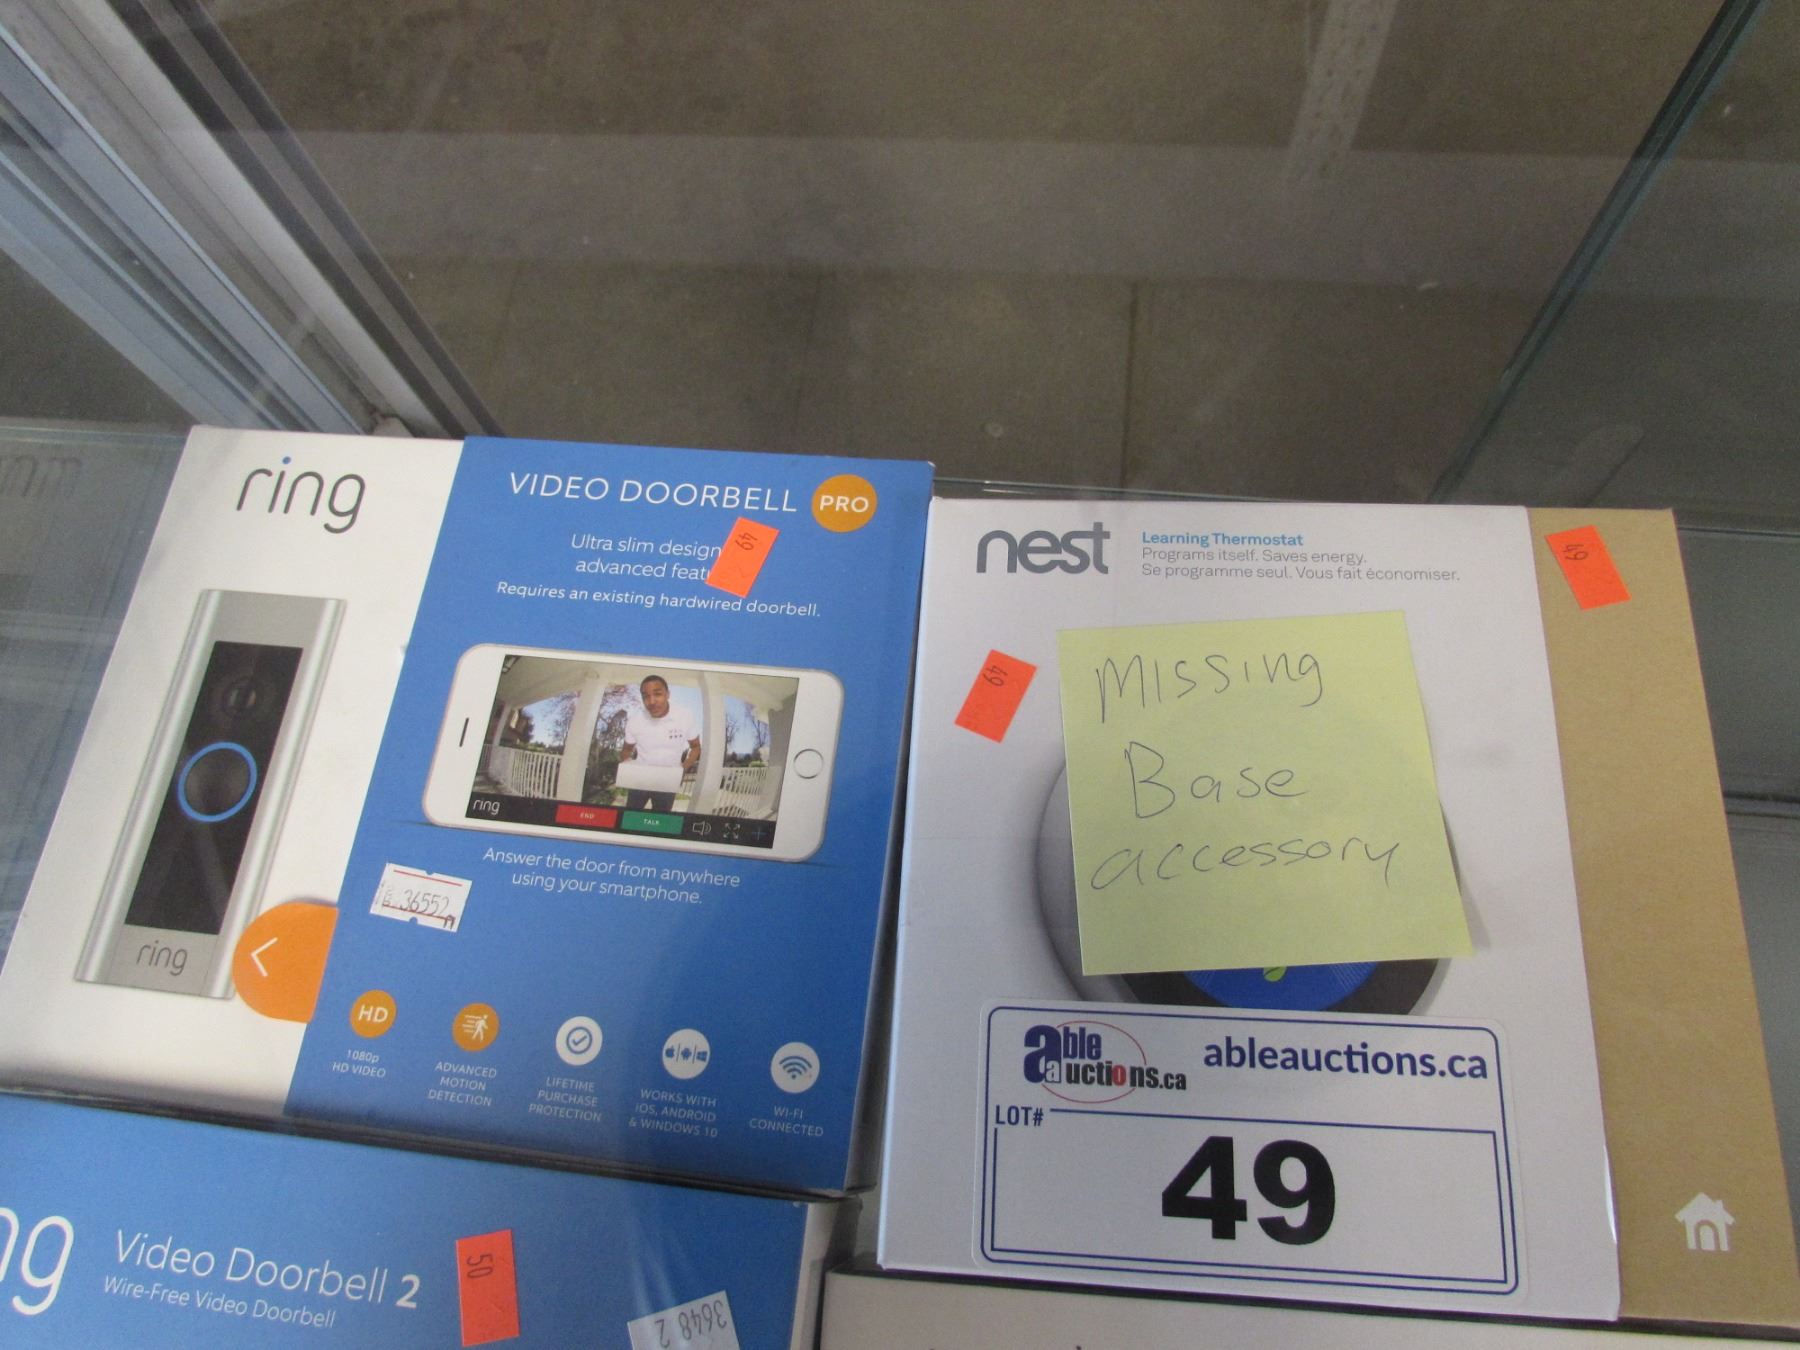 ring
VIDEO DOORBELL PRO
Ultra slim design
advanced feat
Requires an existing hardwired doorbell.
49
ring
END
TALK
Answer the door from anywhere
using your smartphone.
36552
ring
<
HD
1080p
HD VIDEO
ADVANCED
MOTION
DETECTION
LIFETIME
PURCHASE
PROTECTION
WORKS WITH
iOS, ANDROID
& WINDOWS 10
WI-FI
CONNECTED
nest
Learning Thermostat
Programs itself. Saves energy.
Se programme seul. Vous fait économiser.
49
49
Missing
Base
accessory
able auctions.ca
ableauctions.ca
LOT#
49
ng
Video Doorbell 2
Wire-Free Video Doorbell
50
3648 2